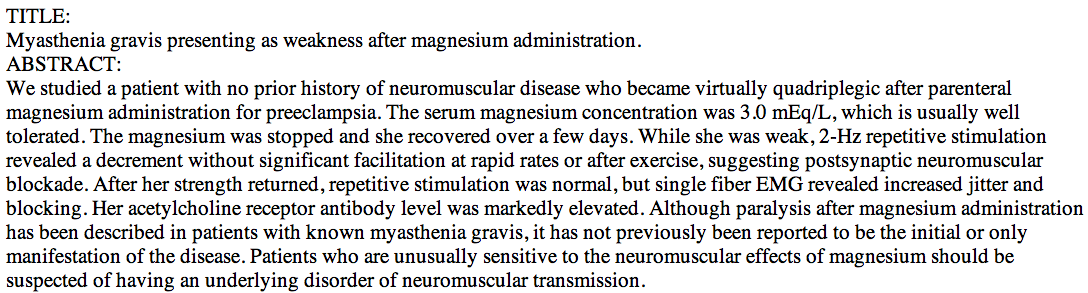 TITLE:
Myasthenia gravis presenting as weakness after magnesium administration.
ABSTRACT:
We studied a patient with no prior history of neuromuscular disease who became virtually quadriplegic after parenteral
magnesium administration for preeclampsia. The serum magnesium concentration was 3.0 mEq/L, which is usually well
tolerated. The magnesium was stopped and she recovered over a few days. While she was weak, 2-Hz repetitive stimulation
revealed a decrement without significant facilitation at rapid rates or after exercise, suggesting postsynaptic neuromuscular
blockade. After her strength returned, repetitive stimulation was normal, but single fiber EMG revealed increased jitter and
blocking. Her acetylcholine receptor antibody level was markedly elevated. Although paralysis after magnesium administration
has been described in patients with known myasthenia gravis, it has not previously been reported to be the initial or only
manifestation of the disease. Patients who are unusually sensitive to the neuromuscular effects of magnesium should be
suspected of having an underlying disorder of neuromuscular transmission.